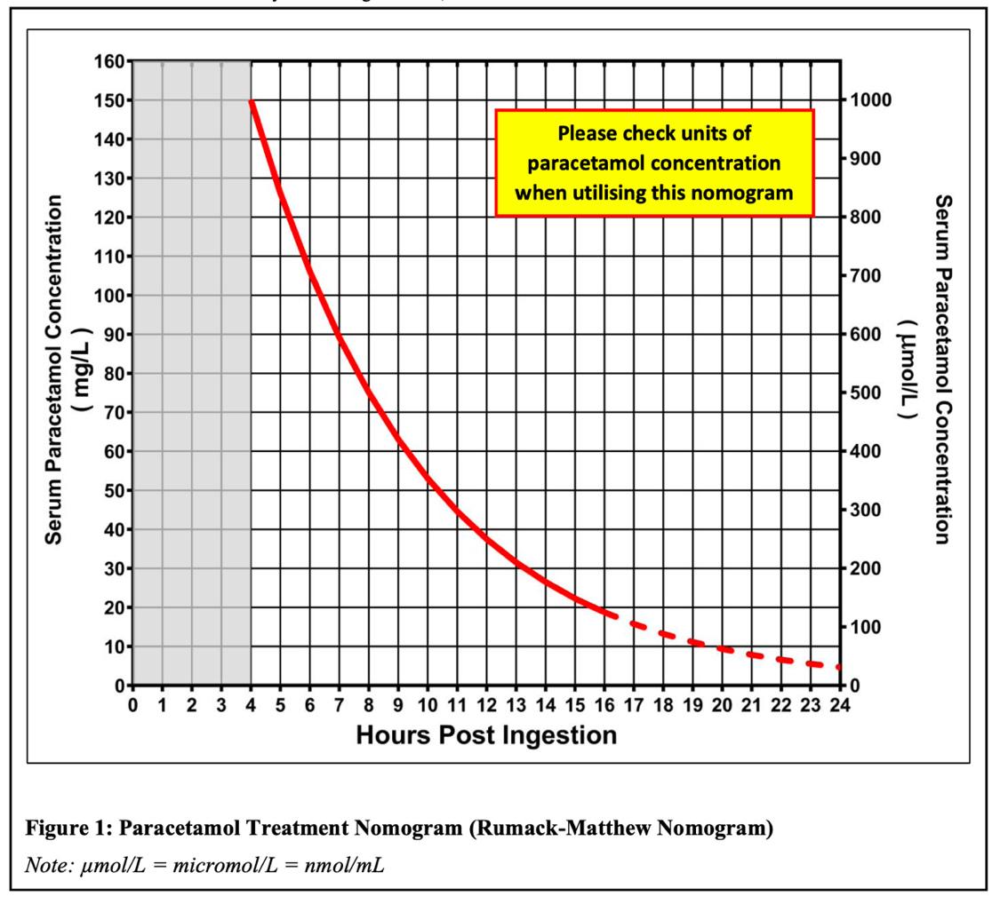 160
150
140
130
120
110
100
90
80
70
60
50
40
30
20
10
0
Serum Paracetamol Concentration
( mg/L )
Please check units of
paracetamol concentration
when utilising this nomogram
1000
900
800
700
600
500
400
300
200
100
0
Serum Paracetamol Concentration
( µmol/L )
0 1 2 3 4 5 6 7 8 9 10 11 12 13 14 15 16 17 18 19 20 21 22 23 24
Hours Post Ingestion
Figure 1: Paracetamol Treatment Nomogram (Rumack-Matthew Nomogram)
Note: µmol/L = micromol/L = nmol/mL